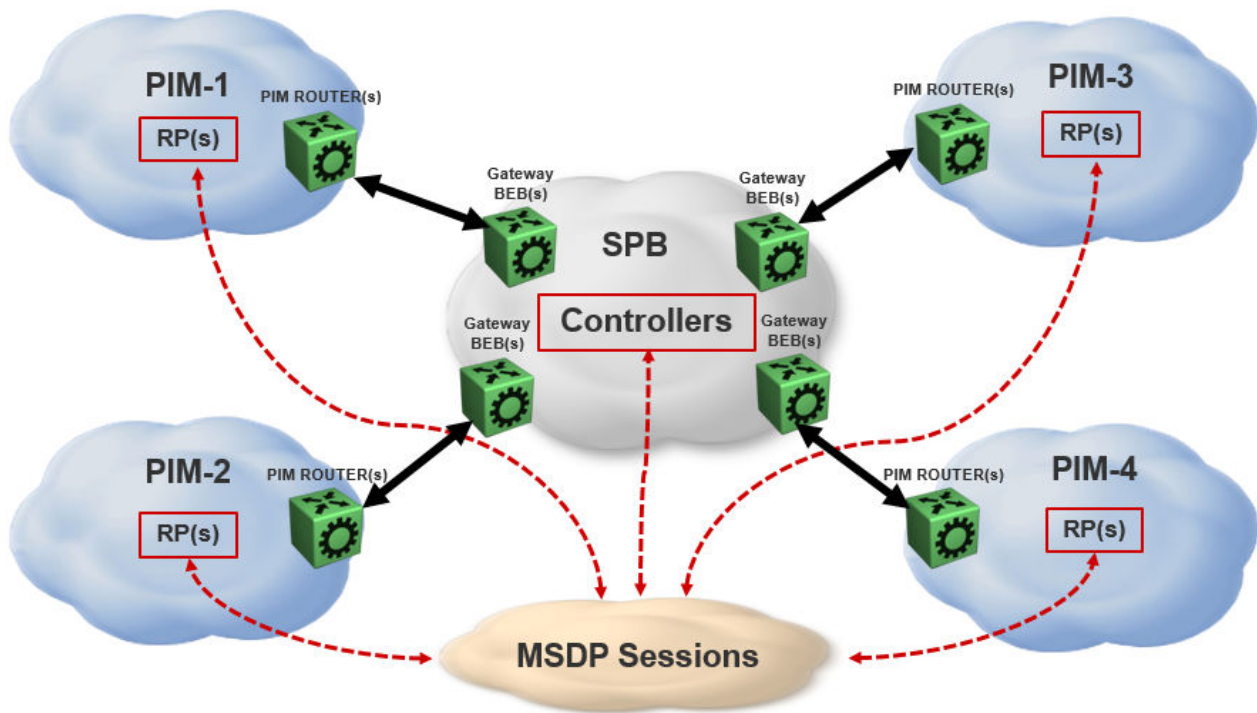 PIM-1
PIM ROUTER(s)
RP(s)
PIM-3
PIM ROUTER(s)
RP(s)
Gateway
BEB(s)
Gateway
BEB(s)
SPB
Controllers
Gateway
BEB(s)
Gateway
BEB(s)
PIM-2
PIM ROUTER(s)
RP(s)
PIM-4
PIM ROUTER(s)
RP(s)
MSDP Sessions